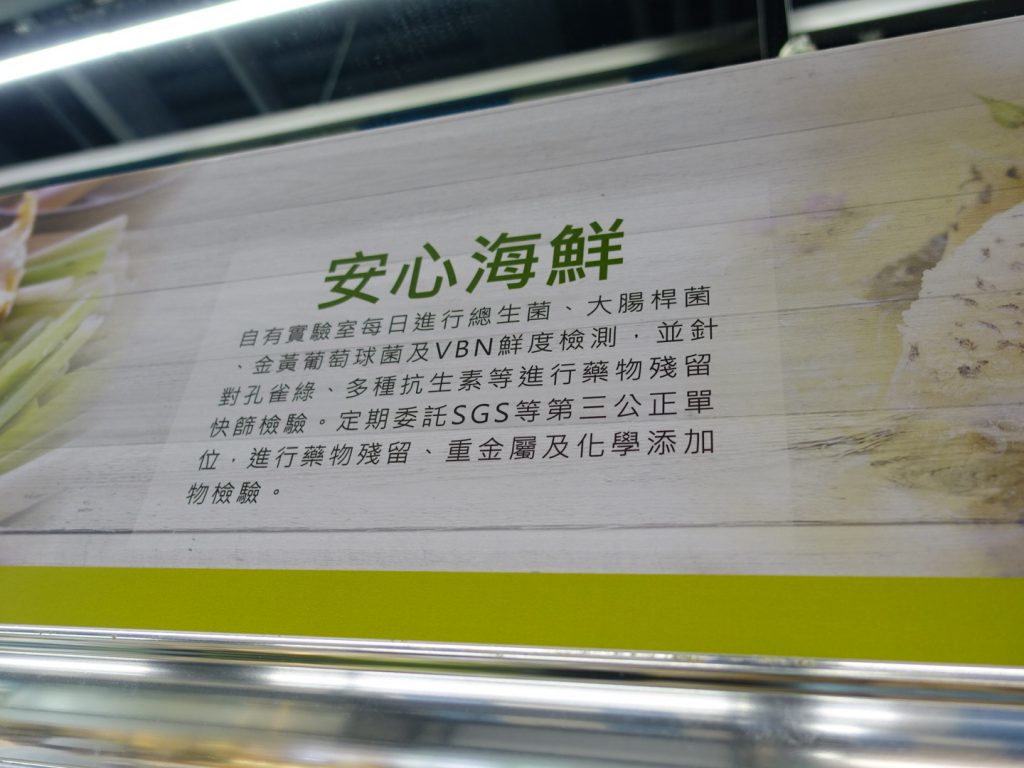 安心海鮮
自有實驗室每日進行總生菌、大腸桿菌
、金黃葡萄球菌及VBN鮮度檢測，並針
對孔雀綠、多種抗生素等進行藥物殘留
快篩檢驗。定期委託SGS等第三公正單
位，進行藥物殘留、重金屬及化學添加
物檢驗。